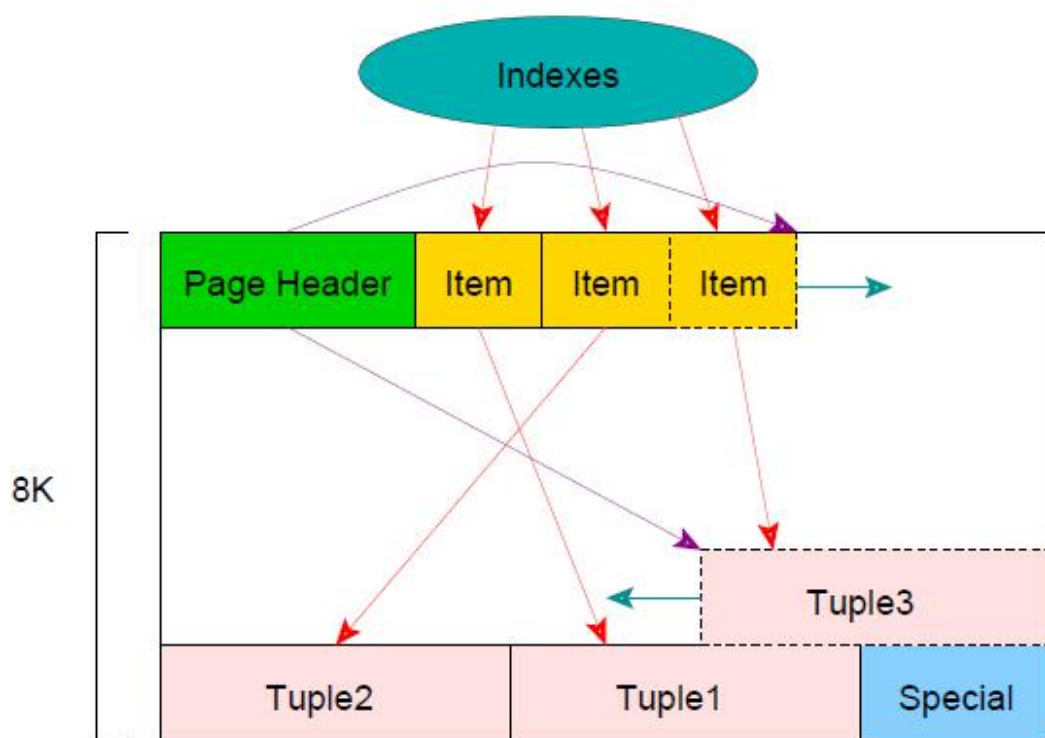 Indexes
Page Header Item Item Item
8K
Tuple3
Tuple2 Tuple1 Special